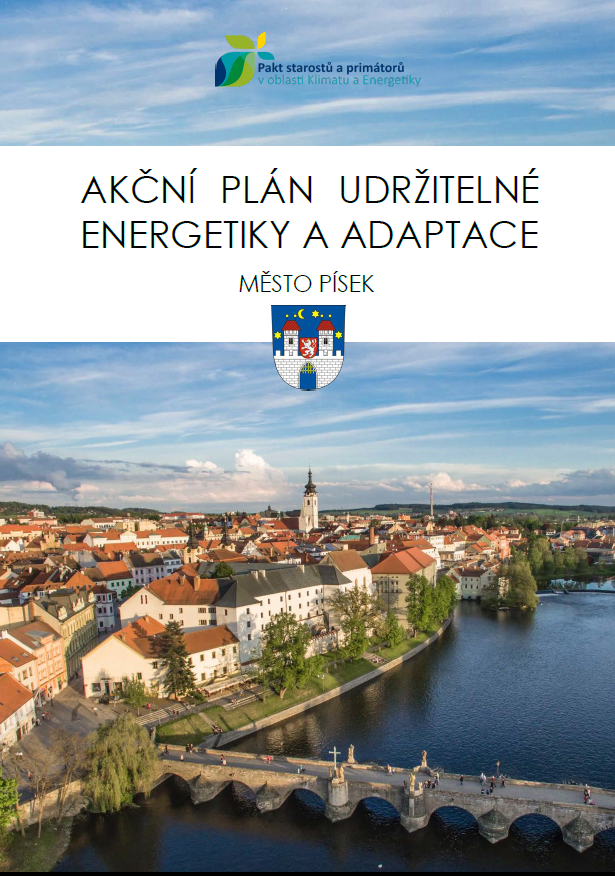 Pakt starostů a primátorů
v oblasti Klimatu a Energetiky
AKČNÍ PLÁN UDRŽITELNÉ
ENERGETIKY A ADAPTACE
MĚSTO PÍSEK